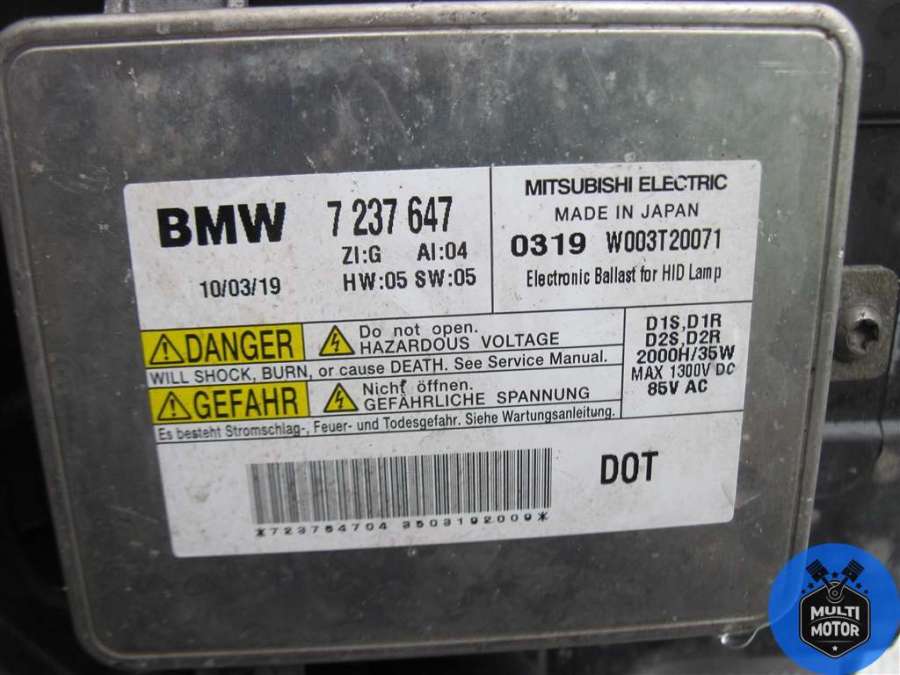 BMW 7 237 647
ZI:G AI:04
10/03/19 HW:05 SW:05
MITSUBISHI ELECTRIC
MADE IN JAPAN
0319 W003T20071
Electronic Ballast for HID Lamp
DANGER Do not open.
HAZARDOUS VOLTAGE
WILL SHOCK, BURN, or cause DEATH. See Service Manual.
GEFAHR Nicht öffnen.
GEFÄHRLICHE SPANNUNG
Es besteht Stromschlag-, Feuer- und Todesgefahr. Siehe Wartungsanleitung.
D1S,D1R
D2S,D2R
2000H/35W
MAX 1300V DC
85V AC
DOT
*723764704 3503192009*
MULTI
MOTOR